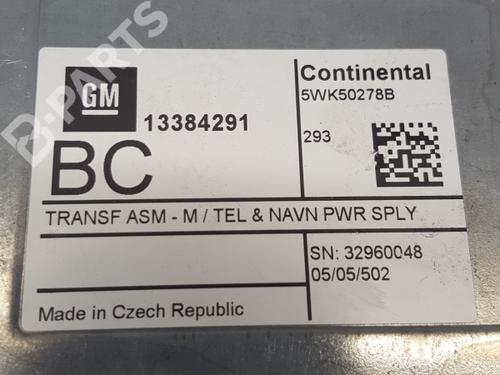 B-PARTS
GM
13384291
BC
Continental
5WK50278B
293
TRANSF ASM - M / TEL & NAVN PWR SPLY
SN: 32960048
05/05/502
Made in Czech Republic